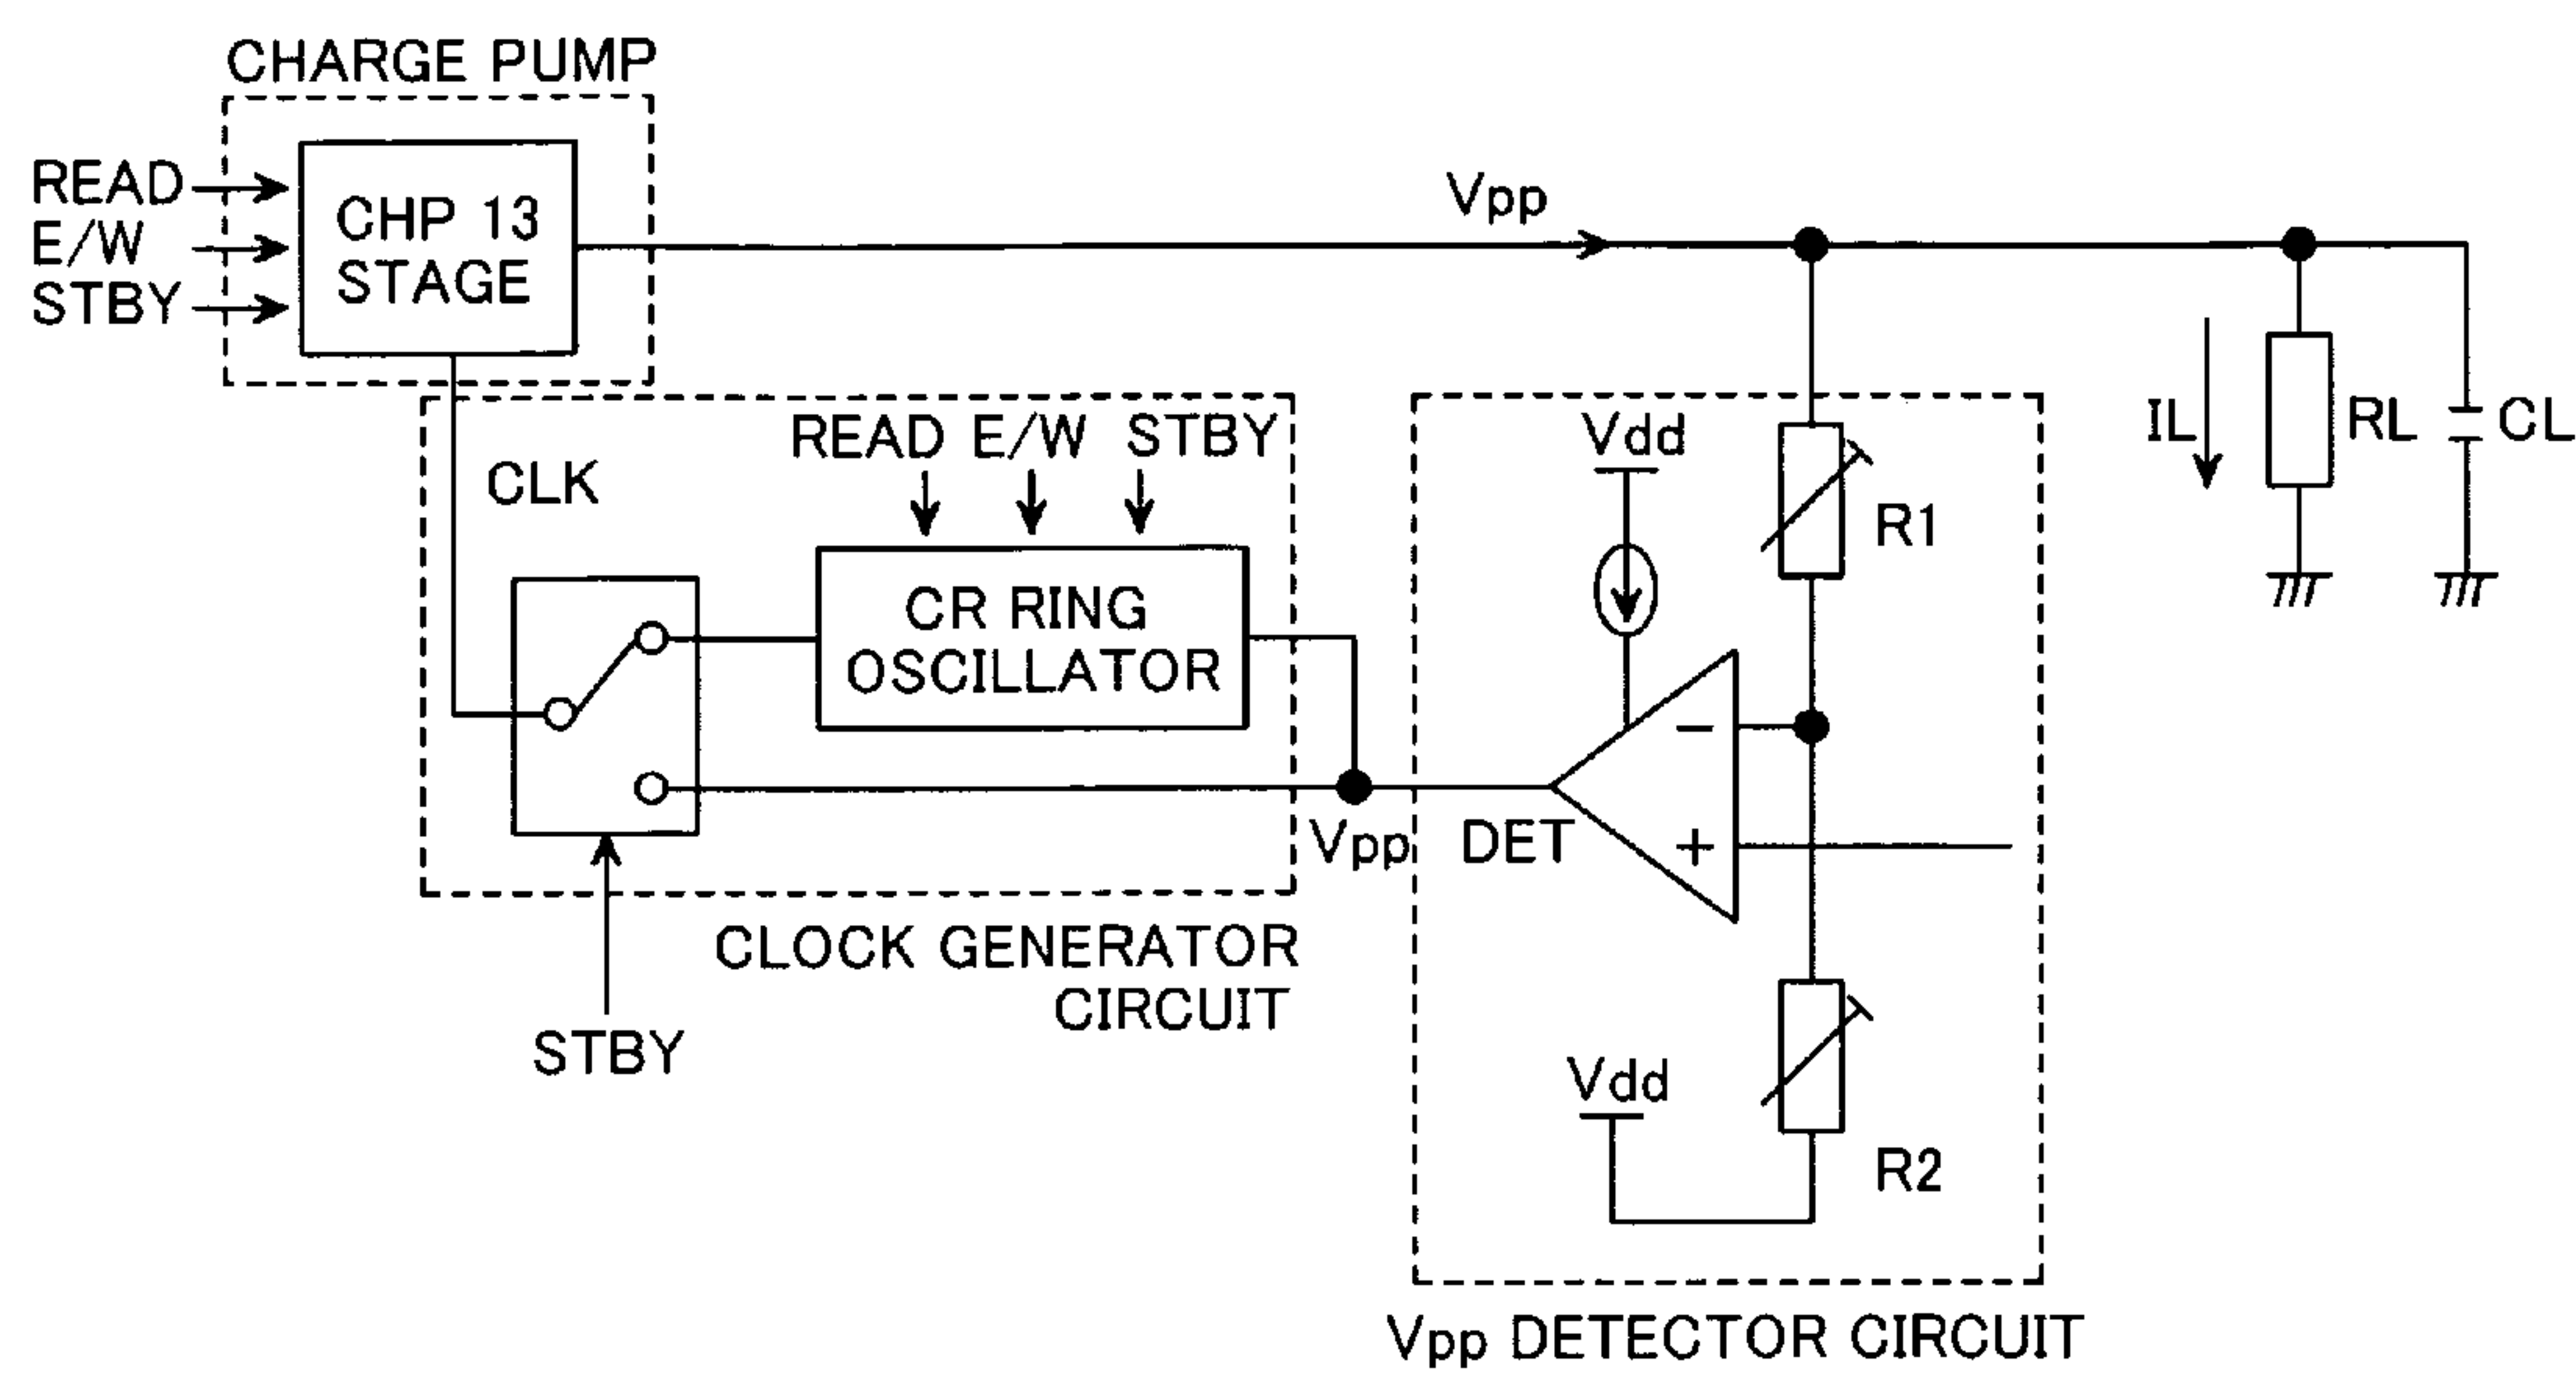 CHARGE PUMP
READ
E/W
STBY
CHP 13
STAGE
Vpp
CLK
READ E/W STBY
CR RING
OSCILLATOR
Vdd
R1
IL
RL
CL
−
+
Vpp
DET
CLOCK GENERATOR
CIRCUIT
STBY
Vdd
R2
Vpp DETECTOR CIRCUIT